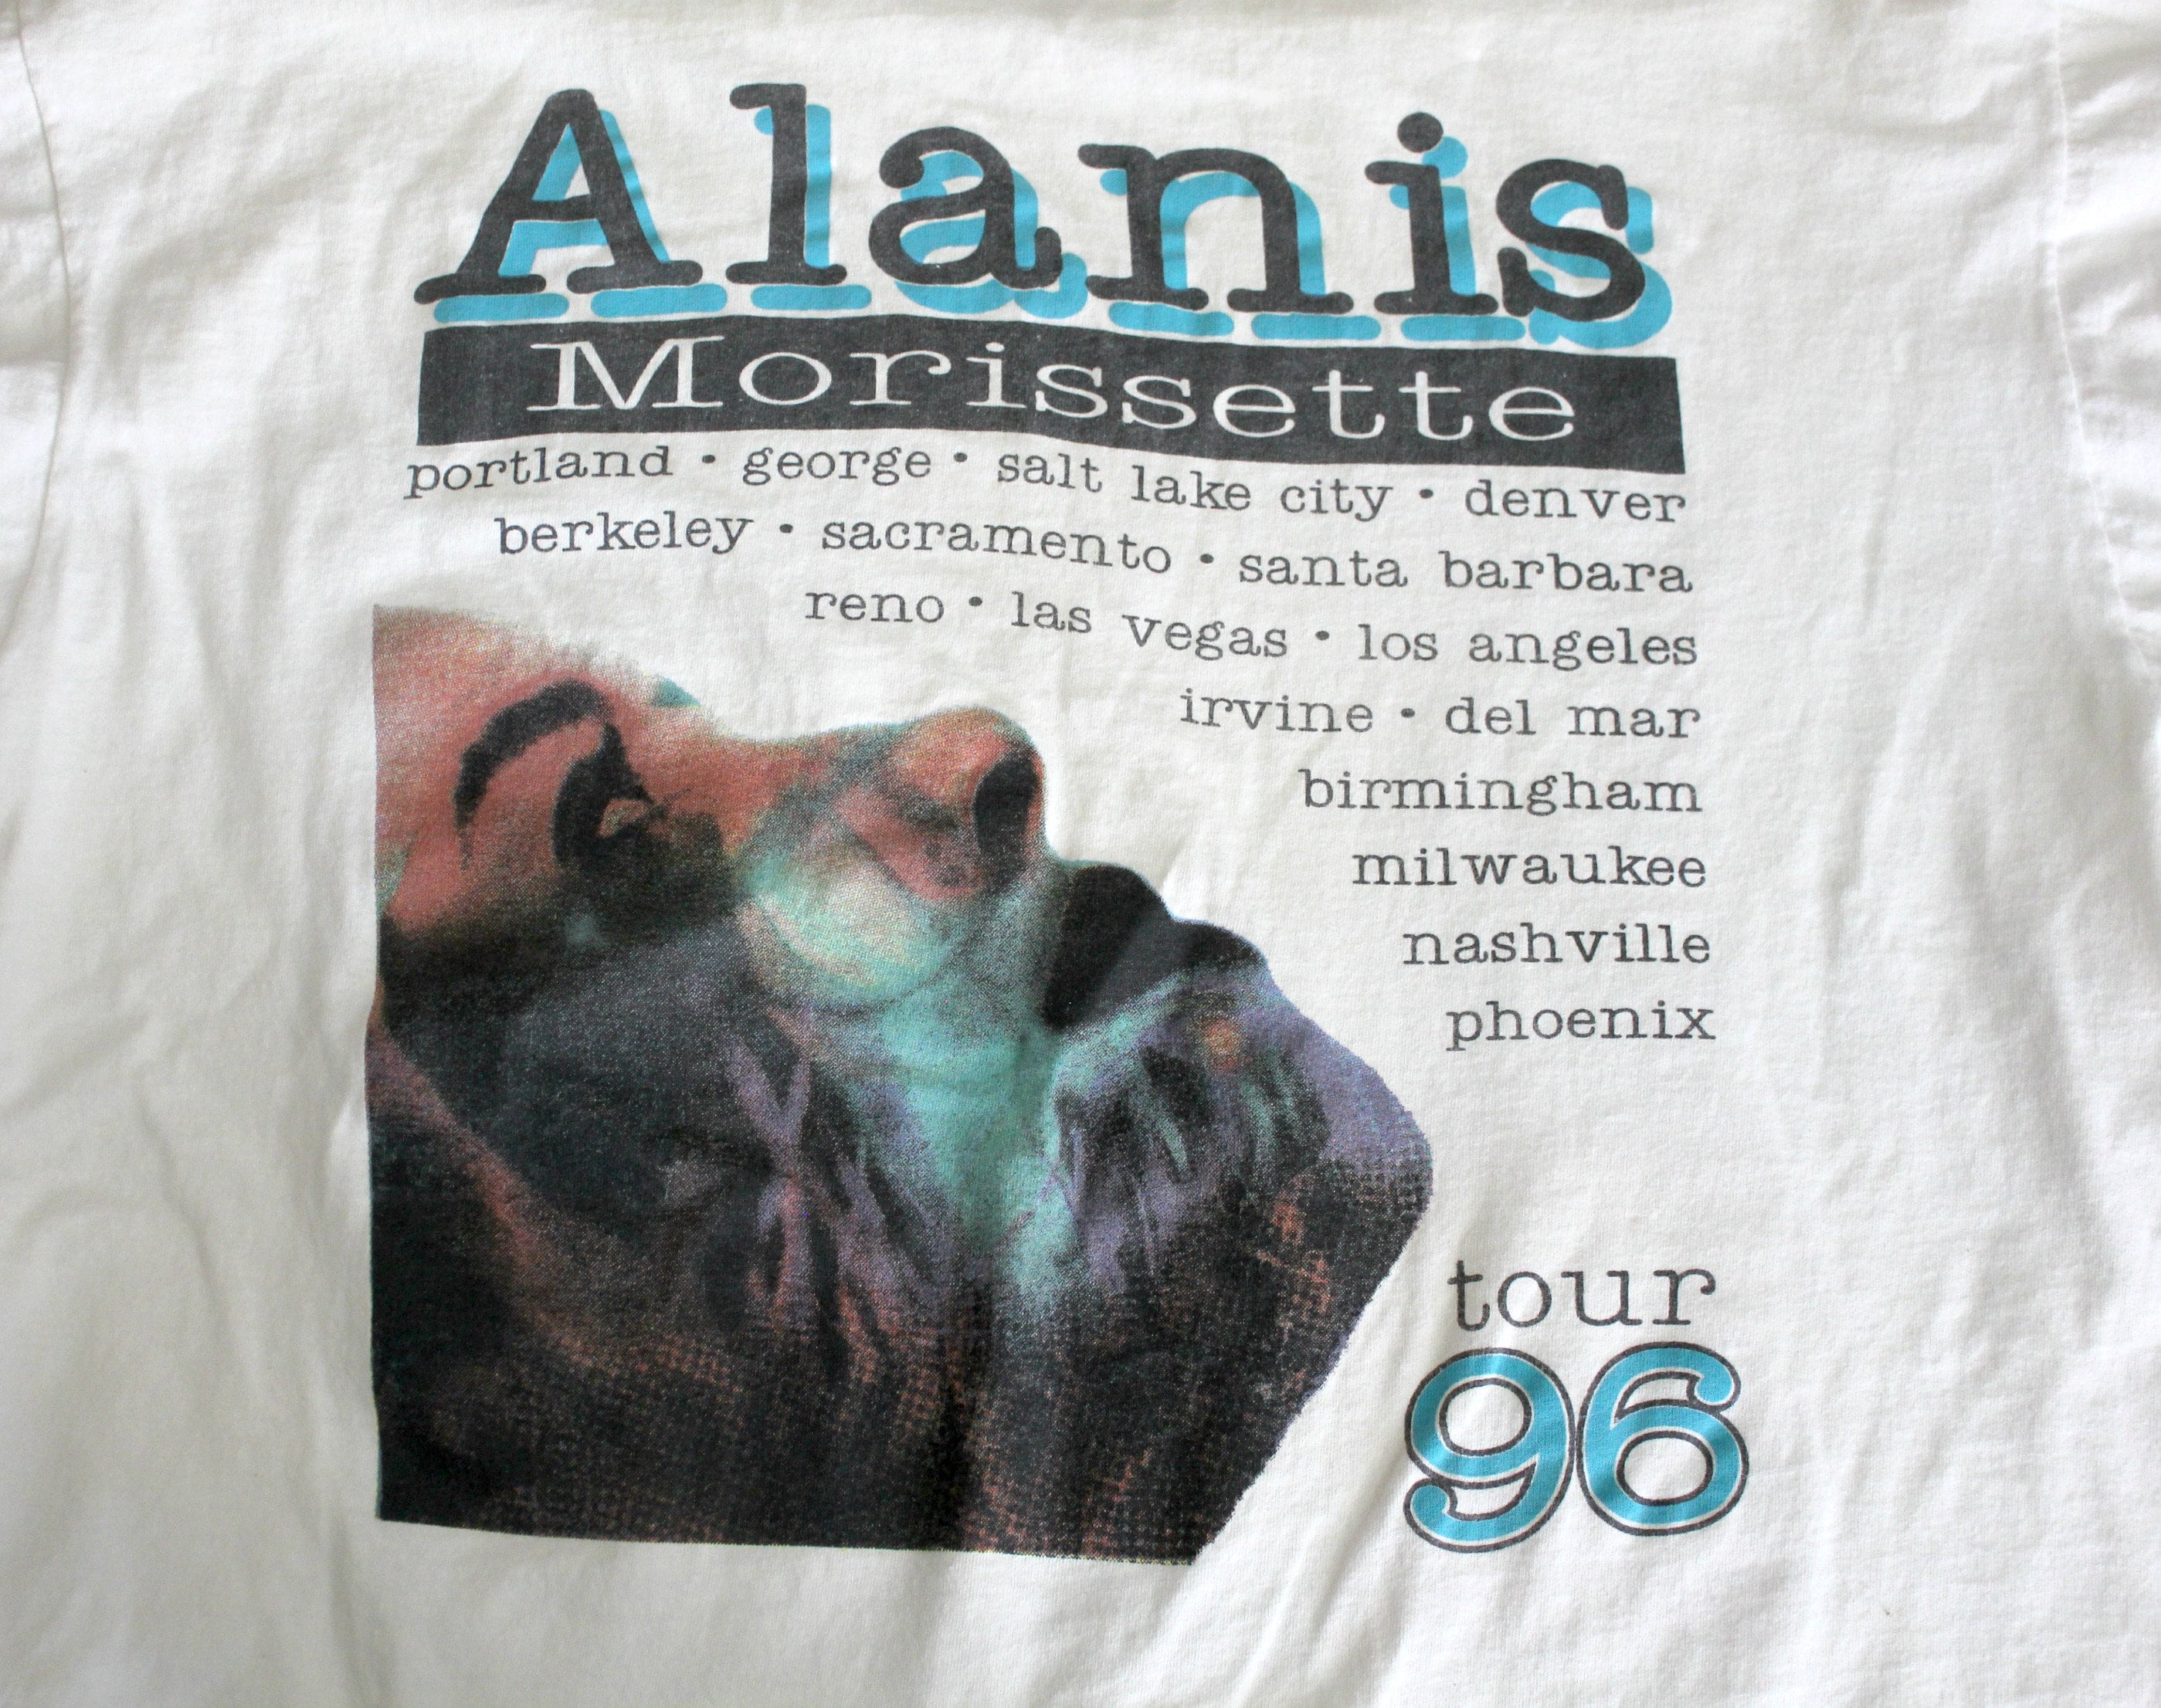 Alanis
Morissette
portland • george • salt lake city • denver
berkeley • sacramento • santa barbara
reno • las vegas • los angeles
irvine • del mar
birmingham
milwaukee
nashville
phoenix
tour
96